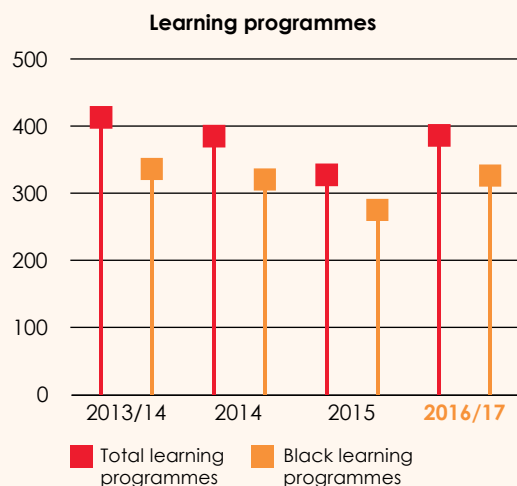 Learning programmes
500
400
300
200
100
0
2013/14 2014 2015 2016/17
Total learning programmes
Black learning programmes